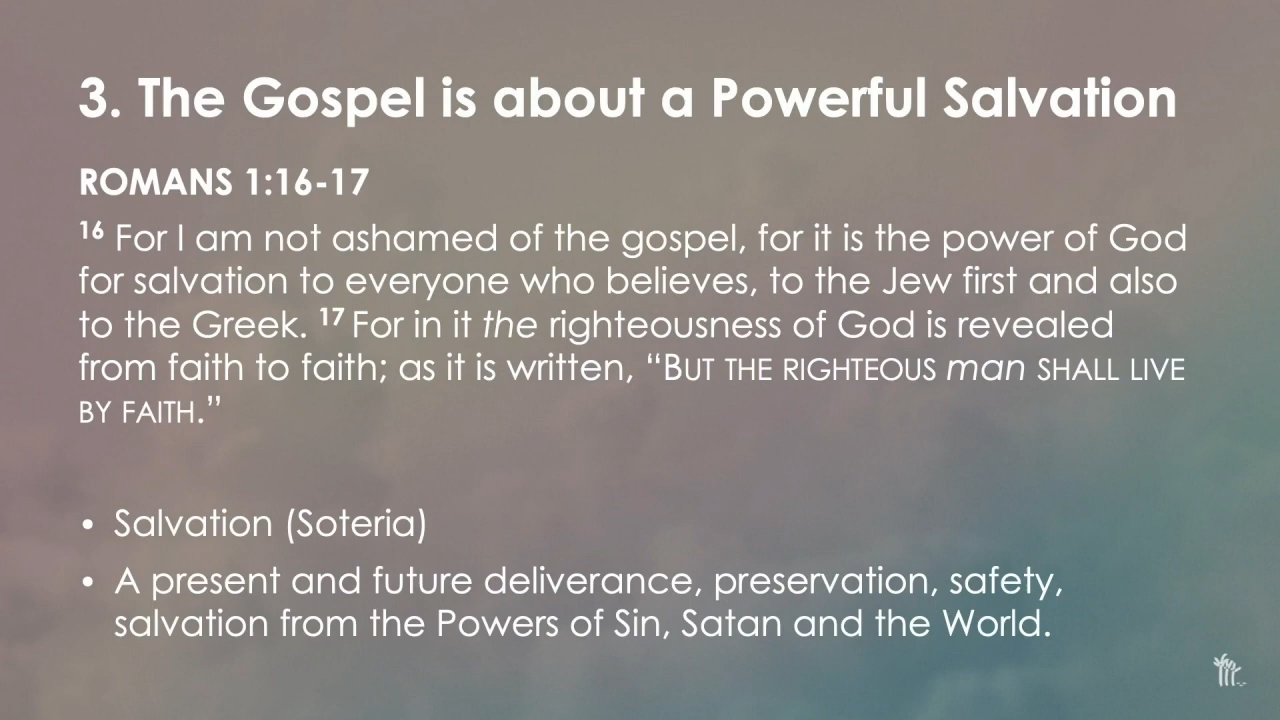 3. The Gospel is about a Powerful Salvation
ROMANS 1:16-17
16 For I am not ashamed of the gospel, for it is the power of God
for salvation to everyone who believes, to the Jew first and also
to the Greek. 17 For in it the righteousness of God is revealed
from faith to faith; as it is written, “BUT THE RIGHTEOUS man SHALL LIVE
BY FAITH.”
• Salvation (Soteria)
• A present and future deliverance, preservation, safety,
salvation from the Powers of Sin, Satan and the World.